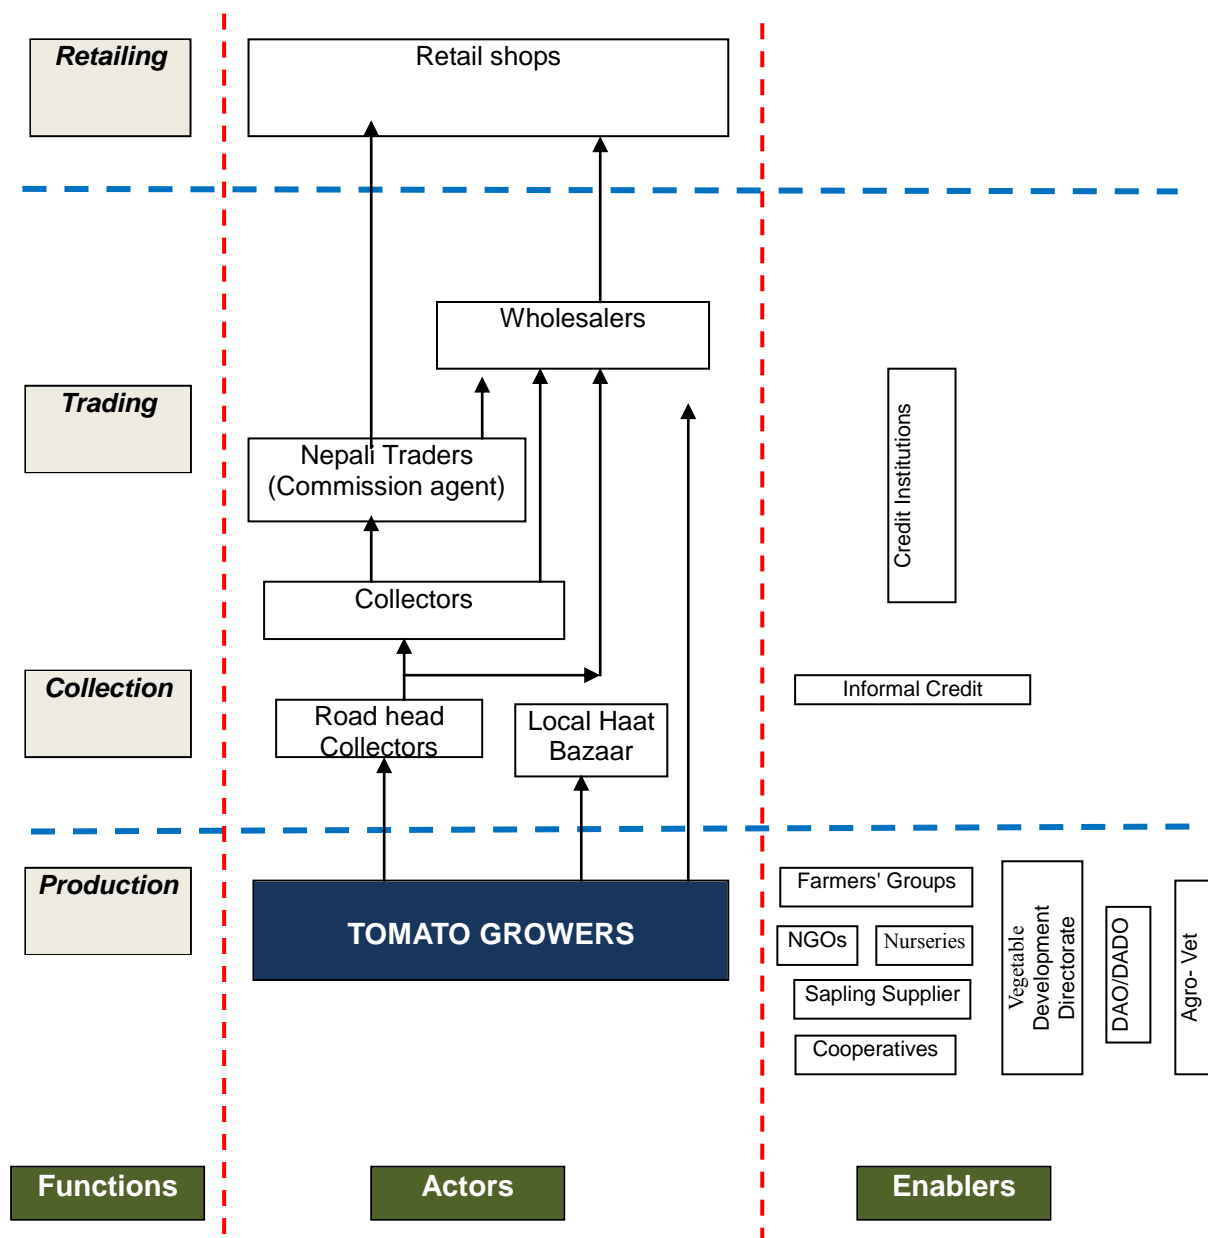 Retailing
Retail shops
Wholesalers
Trading
Nepali Traders
(Commission agent)
Credit Institutions
Collectors
Collection
Informal Credit
Road head
Collectors
Local Haat
Bazaar
Production
TOMATO GROWERS
Farmers' Groups
NGOs
Nurseries
Sapling Supplier
Cooperatives
Vegetable
Development
Directorate
DAO/DADO
Agro- Vet
Functions
Actors
Enablers